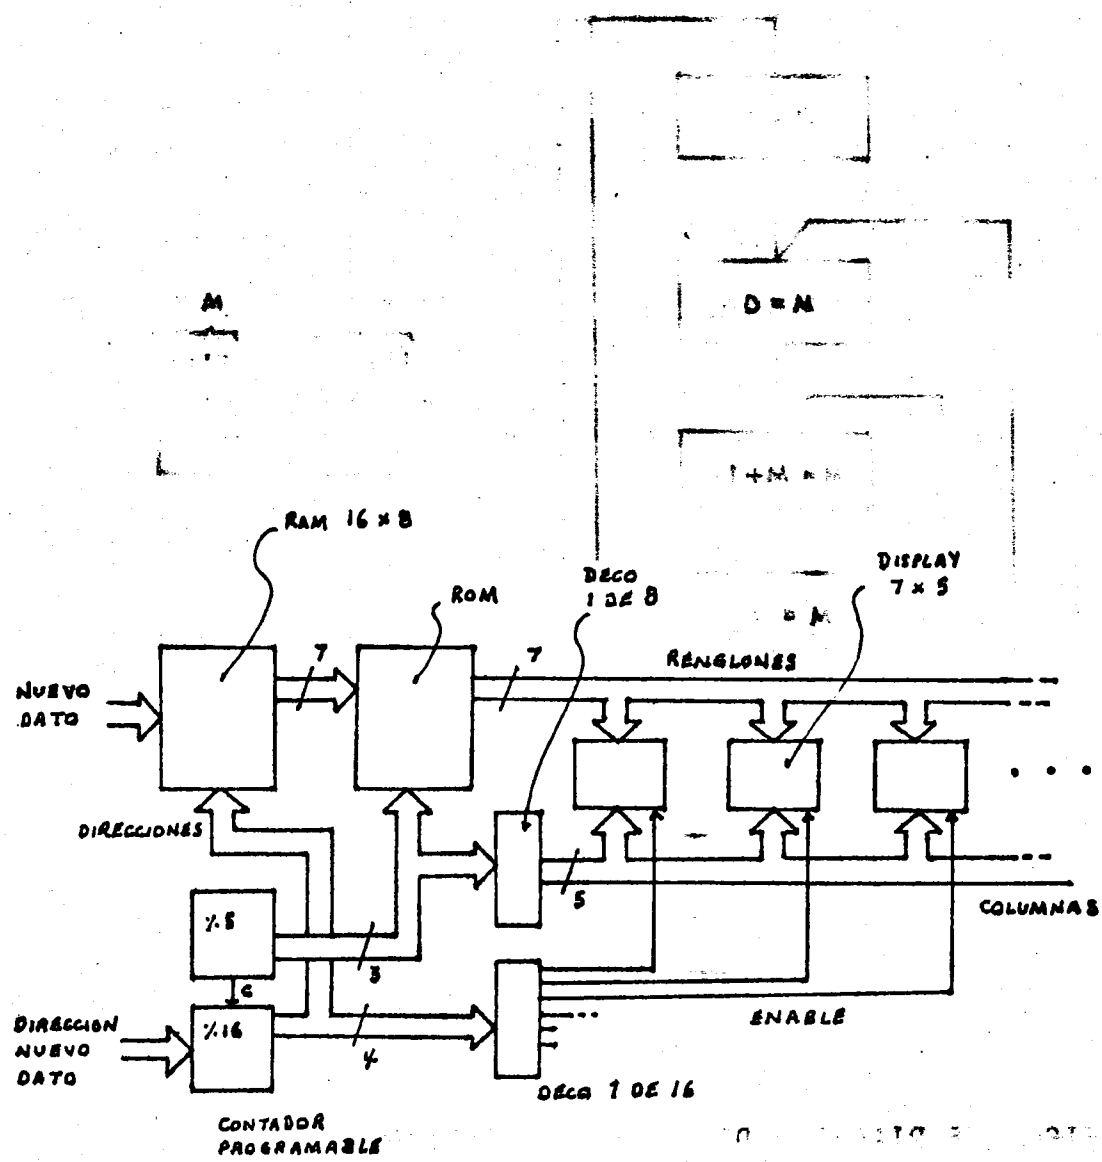 M
D = M
1 + M = M
RAM 16 x 8
ROM
DECO
1 DE 8
DISPLAY
7 x 5
= M
7
7
RENGLONES
NUEVO
DATO
DIRECCIONES
5
COLUMNAS
%5
3
C
%16
4
ENABLE
DIRECCION
NUEVO
DATO
DECO 1 DE 16
CONTADOR
PROGRAMABLE